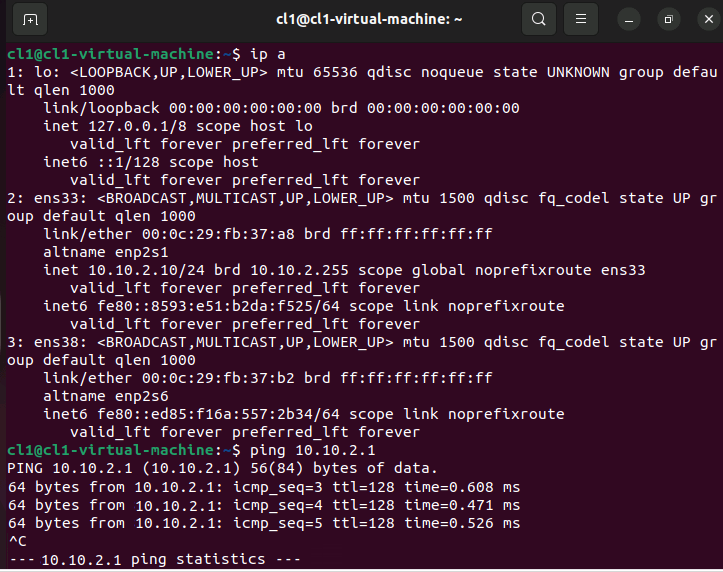 cl1@cl1-virtual-machine: ~
cl1@cl1-virtual-machine:~$ ip a
1: lo: <LOOPBACK,UP,LOWER_UP> mtu 65536 qdisc noqueue state UNKNOWN group defau
lt qlen 1000
    link/loopback 00:00:00:00:00:00 brd 00:00:00:00:00:00
    inet 127.0.0.1/8 scope host lo
       valid_lft forever preferred_lft forever
    inet6 ::1/128 scope host
       valid_lft forever preferred_lft forever
2: ens33: <BROADCAST,MULTICAST,UP,LOWER_UP> mtu 1500 qdisc fq_codel state UP gr
oup default qlen 1000
    link/ether 00:0c:29:fb:37:a8 brd ff:ff:ff:ff:ff:ff
    altname enp2s1
    inet 10.10.2.10/24 brd 10.10.2.255 scope global noprefixroute ens33
       valid_lft forever preferred_lft forever
    inet6 fe80::8593:e51:b2da:f525/64 scope link noprefixroute
       valid_lft forever preferred_lft forever
3: ens38: <BROADCAST,MULTICAST,UP,LOWER_UP> mtu 1500 qdisc fq_codel state UP gr
oup default qlen 1000
    link/ether 00:0c:29:fb:37:b2 brd ff:ff:ff:ff:ff:ff
    altname enp2s6
    inet6 fe80::ed85:f16a:557:2b34/64 scope link noprefixroute
       valid_lft forever preferred_lft forever
cl1@cl1-virtual-machine:~$ ping 10.10.2.1
PING 10.10.2.1 (10.10.2.1) 56(84) bytes of data.
64 bytes from 10.10.2.1: icmp_seq=3 ttl=128 time=0.608 ms
64 bytes from 10.10.2.1: icmp_seq=4 ttl=128 time=0.471 ms
64 bytes from 10.10.2.1: icmp_seq=5 ttl=128 time=0.526 ms
^C
--- 10.10.2.1 ping statistics ---